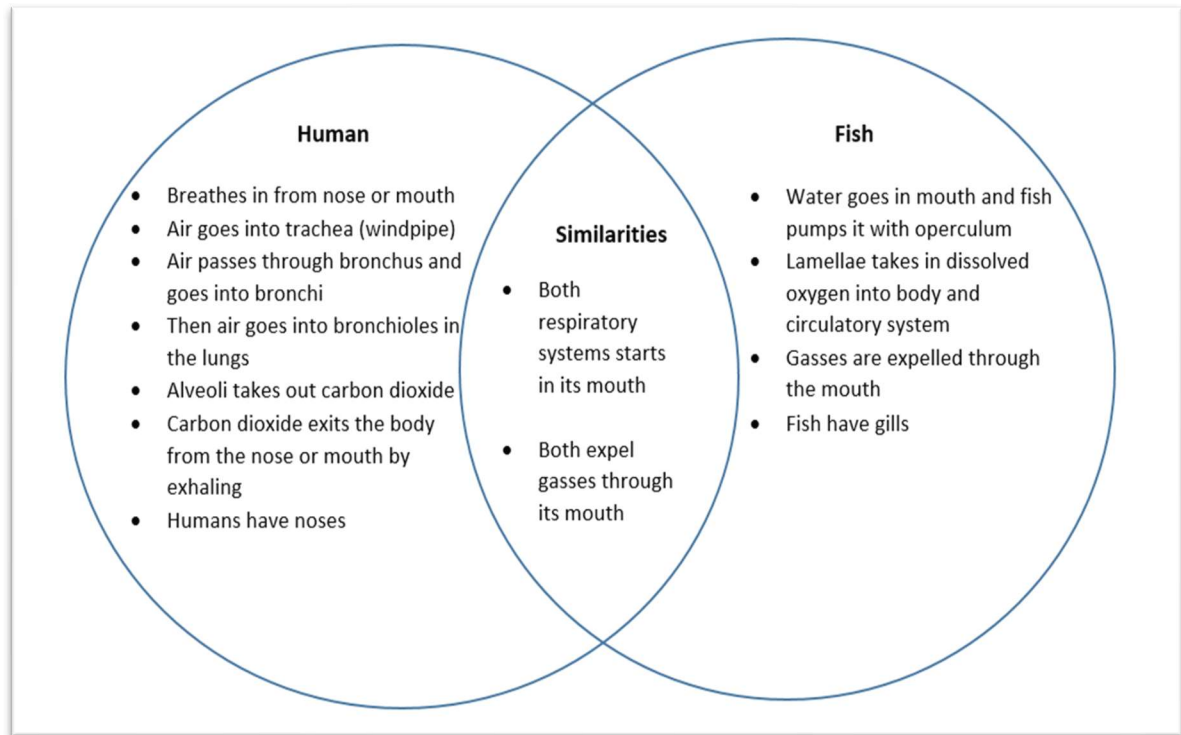 Human
• Breathes in from nose or mouth
• Air goes into trachea (windpipe)
• Air passes through bronchus and
goes into bronchi
• Then air goes into bronchioles in
the lungs
• Alveoli takes out carbon dioxide
• Carbon dioxide exits the body
from the nose or mouth by
exhaling
• Humans have noses
Similarities
• Both
respiratory
systems starts
in its mouth
• Both expel
gasses through
its mouth
Fish
• Water goes in mouth and fish
pumps it with operculum
• Lamellae takes in dissolved
oxygen into body and
circulatory system
• Gasses are expelled through
the mouth
• Fish have gills